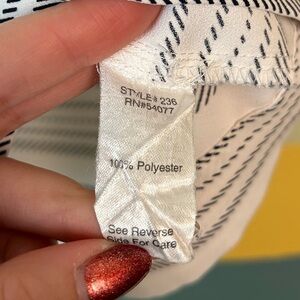 STYLE# 236
RN#54077
100% Polyester
See Reverse
Side For Care